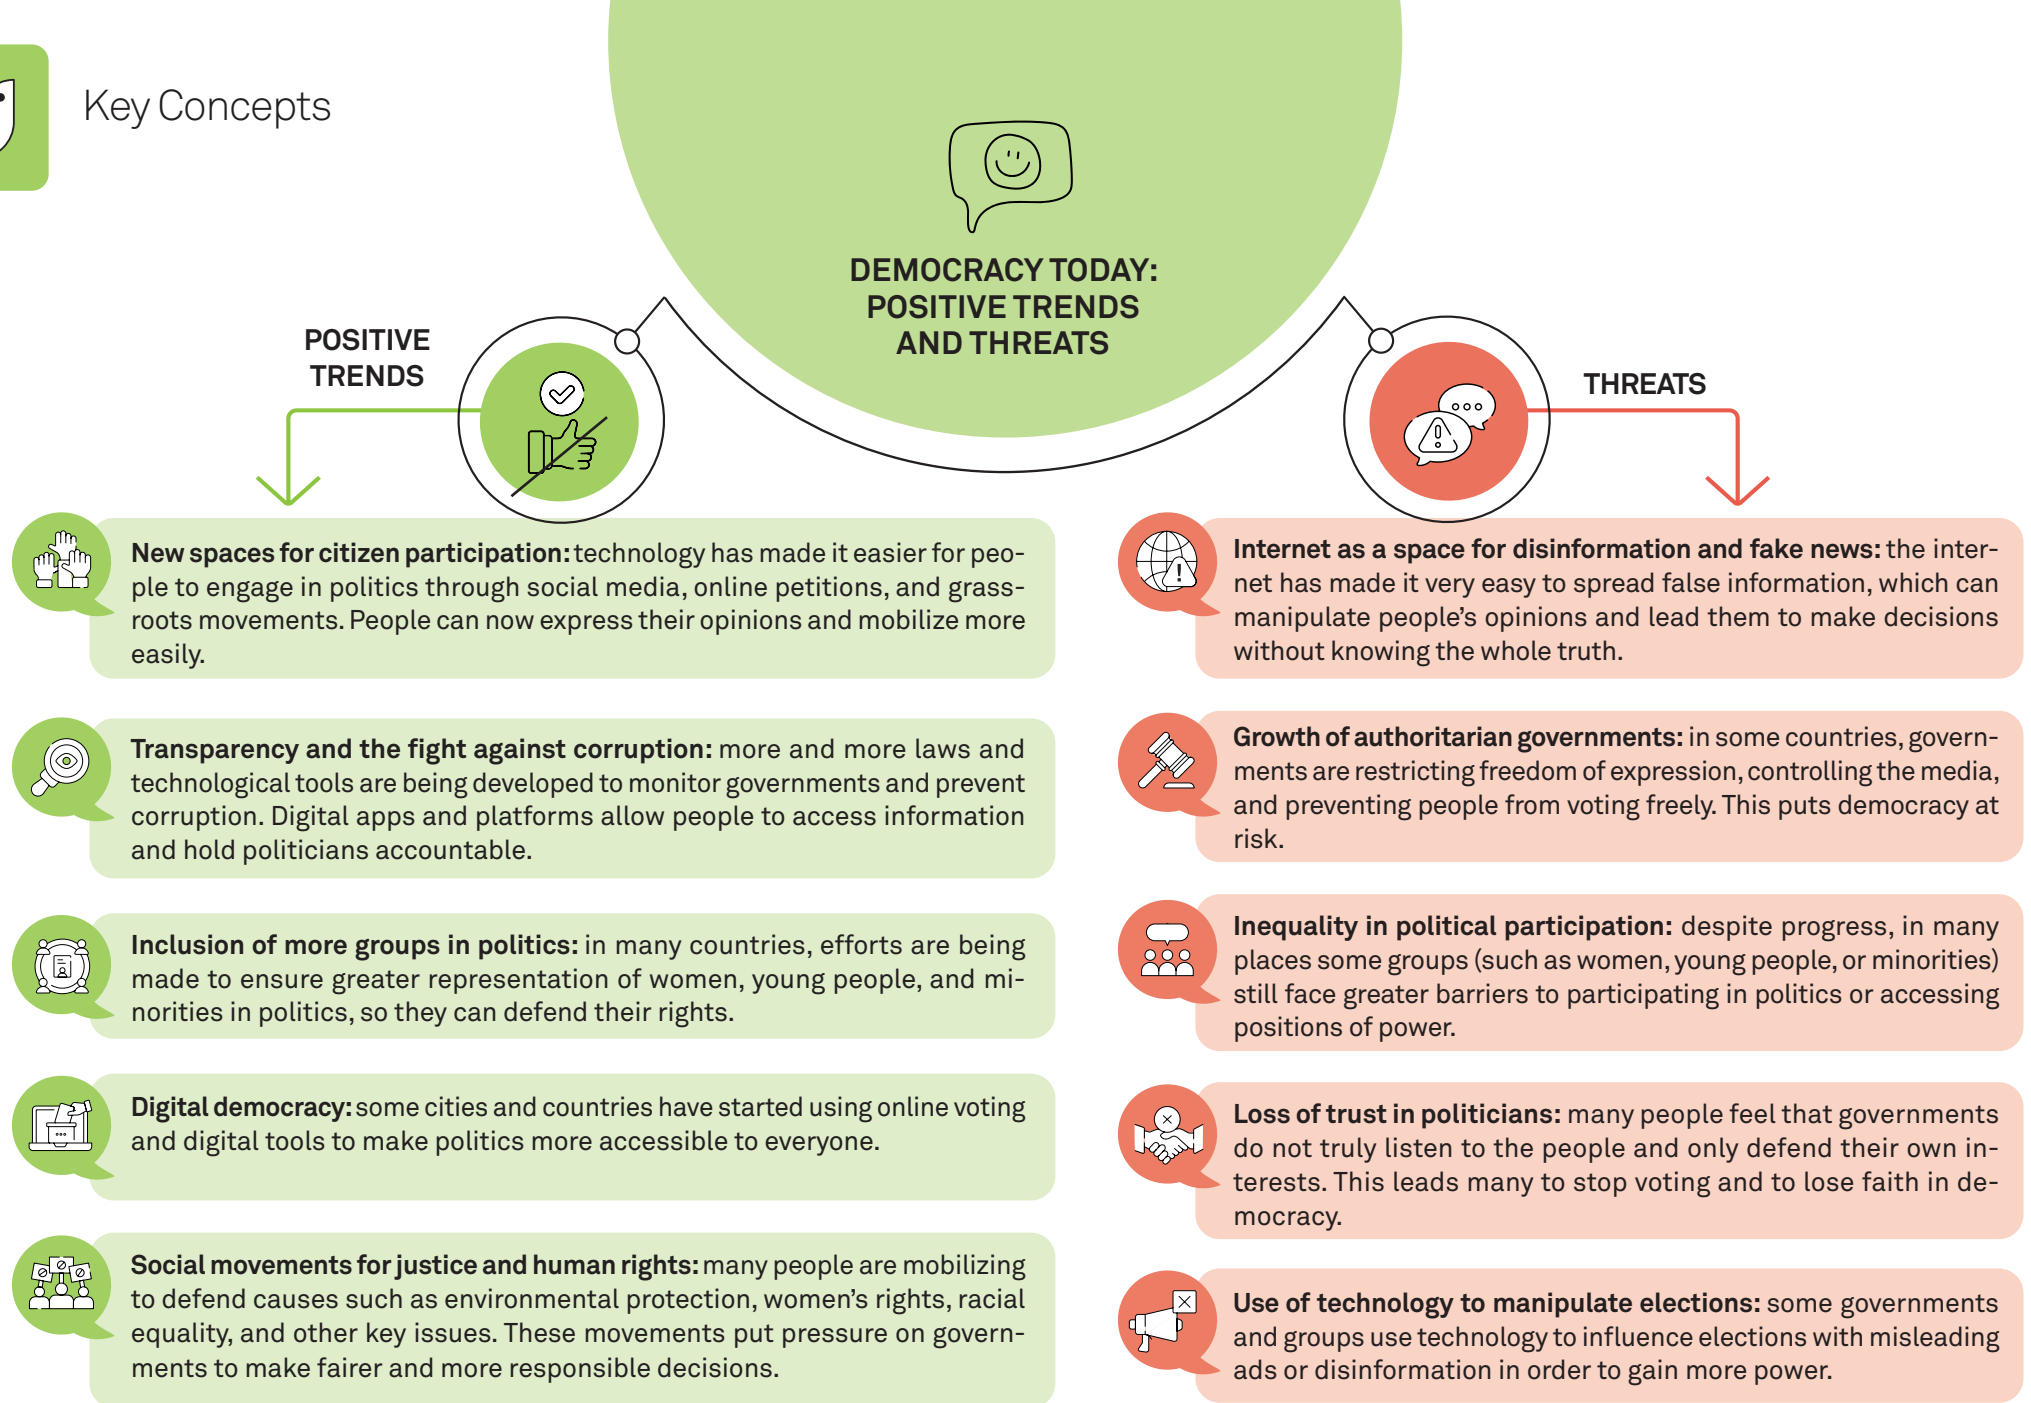 Key Concepts
DEMOCRACY TODAY:
POSITIVE TRENDS
AND THREATS
POSITIVE
TRENDS
New spaces for citizen participation: technology has made it easier for peo-
ple to engage in politics through social media, online petitions, and grass-
roots movements. People can now express their opinions and mobilize more
easily.
Transparency and the fight against corruption: more and more laws and
technological tools are being developed to monitor governments and prevent
corruption. Digital apps and platforms allow people to access information
and hold politicians accountable.
Inclusion of more groups in politics: in many countries, efforts are being
made to ensure greater representation of women, young people, and mi-
norities in politics, so they can defend their rights.
Digital democracy: some cities and countries have started using online voting
and digital tools to make politics more accessible to everyone.
Social movements for justice and human rights: many people are mobilizing
to defend causes such as environmental protection, women's rights, racial
equality, and other key issues. These movements put pressure on govern-
ments to make fairer and more responsible decisions.
THREATS
Internet as a space for disinformation and fake news: the inter-
net has made it very easy to spread false information, which can
manipulate people's opinions and lead them to make decisions
without knowing the whole truth.
Growth of authoritarian governments: in some countries, govern-
ments are restricting freedom of expression, controlling the media,
and preventing people from voting freely. This puts democracy at
risk.
Inequality in political participation: despite progress, in many
places some groups (such as women, young people, or minorities)
still face greater barriers to participating in politics or accessing
positions of power.
Loss of trust in politicians: many people feel that governments
do not truly listen to the people and only defend their own in-
terests. This leads many to stop voting and to lose faith in de-
mocracy.
Use of technology to manipulate elections: some governments
and groups use technology to influence elections with misleading
ads or disinformation in order to gain more power.